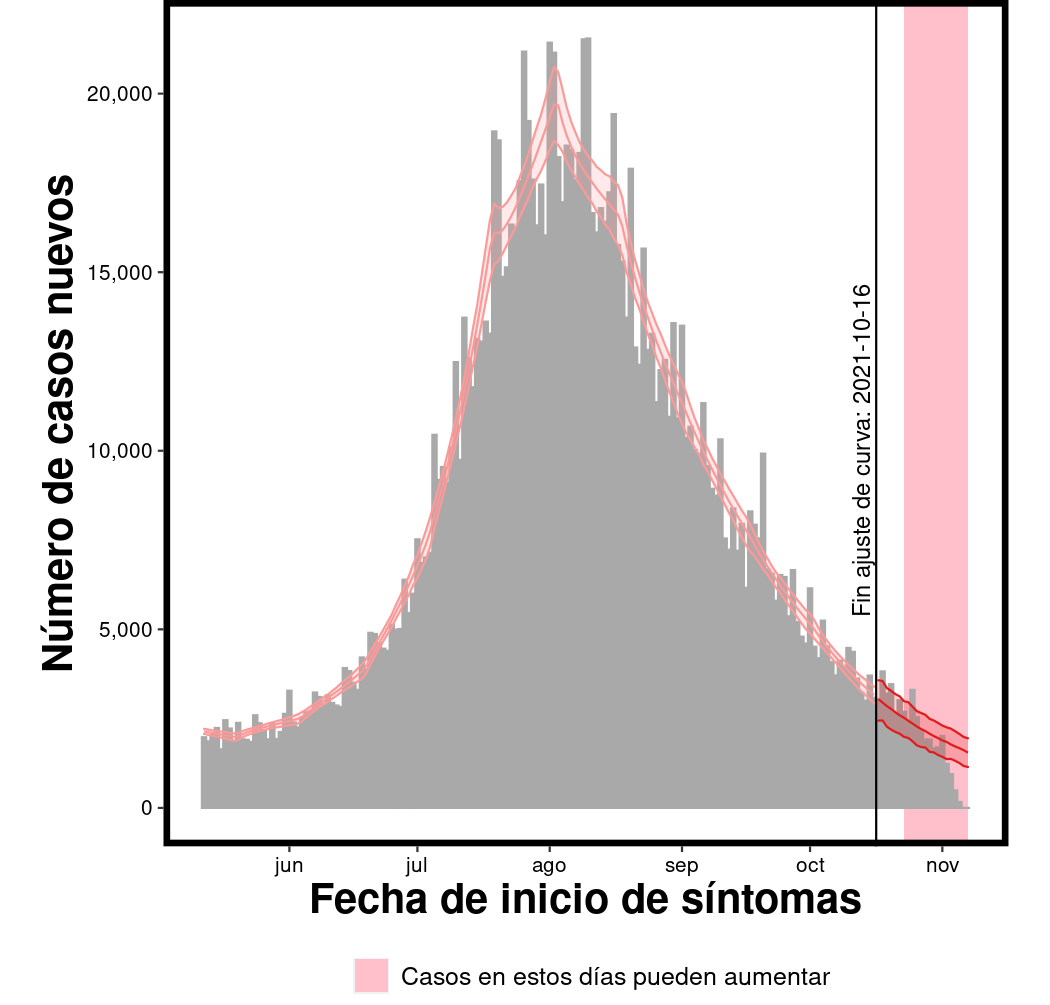 Número de casos nuevos
20,000
15,000
10,000
5,000
0
Fin ajuste de curva: 2021-10-16
jun jul ago sep oct nov
Fecha de inicio de síntomas
Casos en estos días pueden aumentar